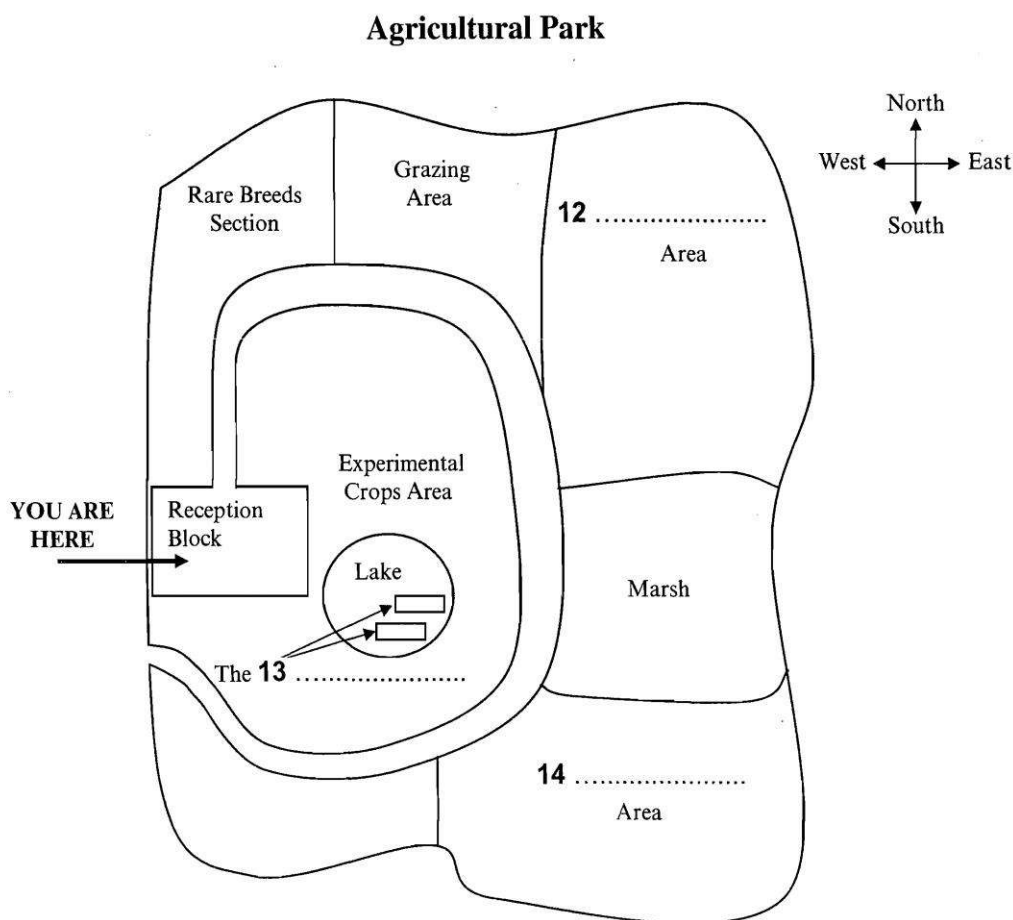 Agricultural Park
North
West
East
South
Rare Breeds
Section
Grazing
Area
12 ........................
Area
Experimental
Crops Area
YOU ARE
HERE
Reception
Block
Lake
Marsh
The 13 ........................
14 ........................
Area